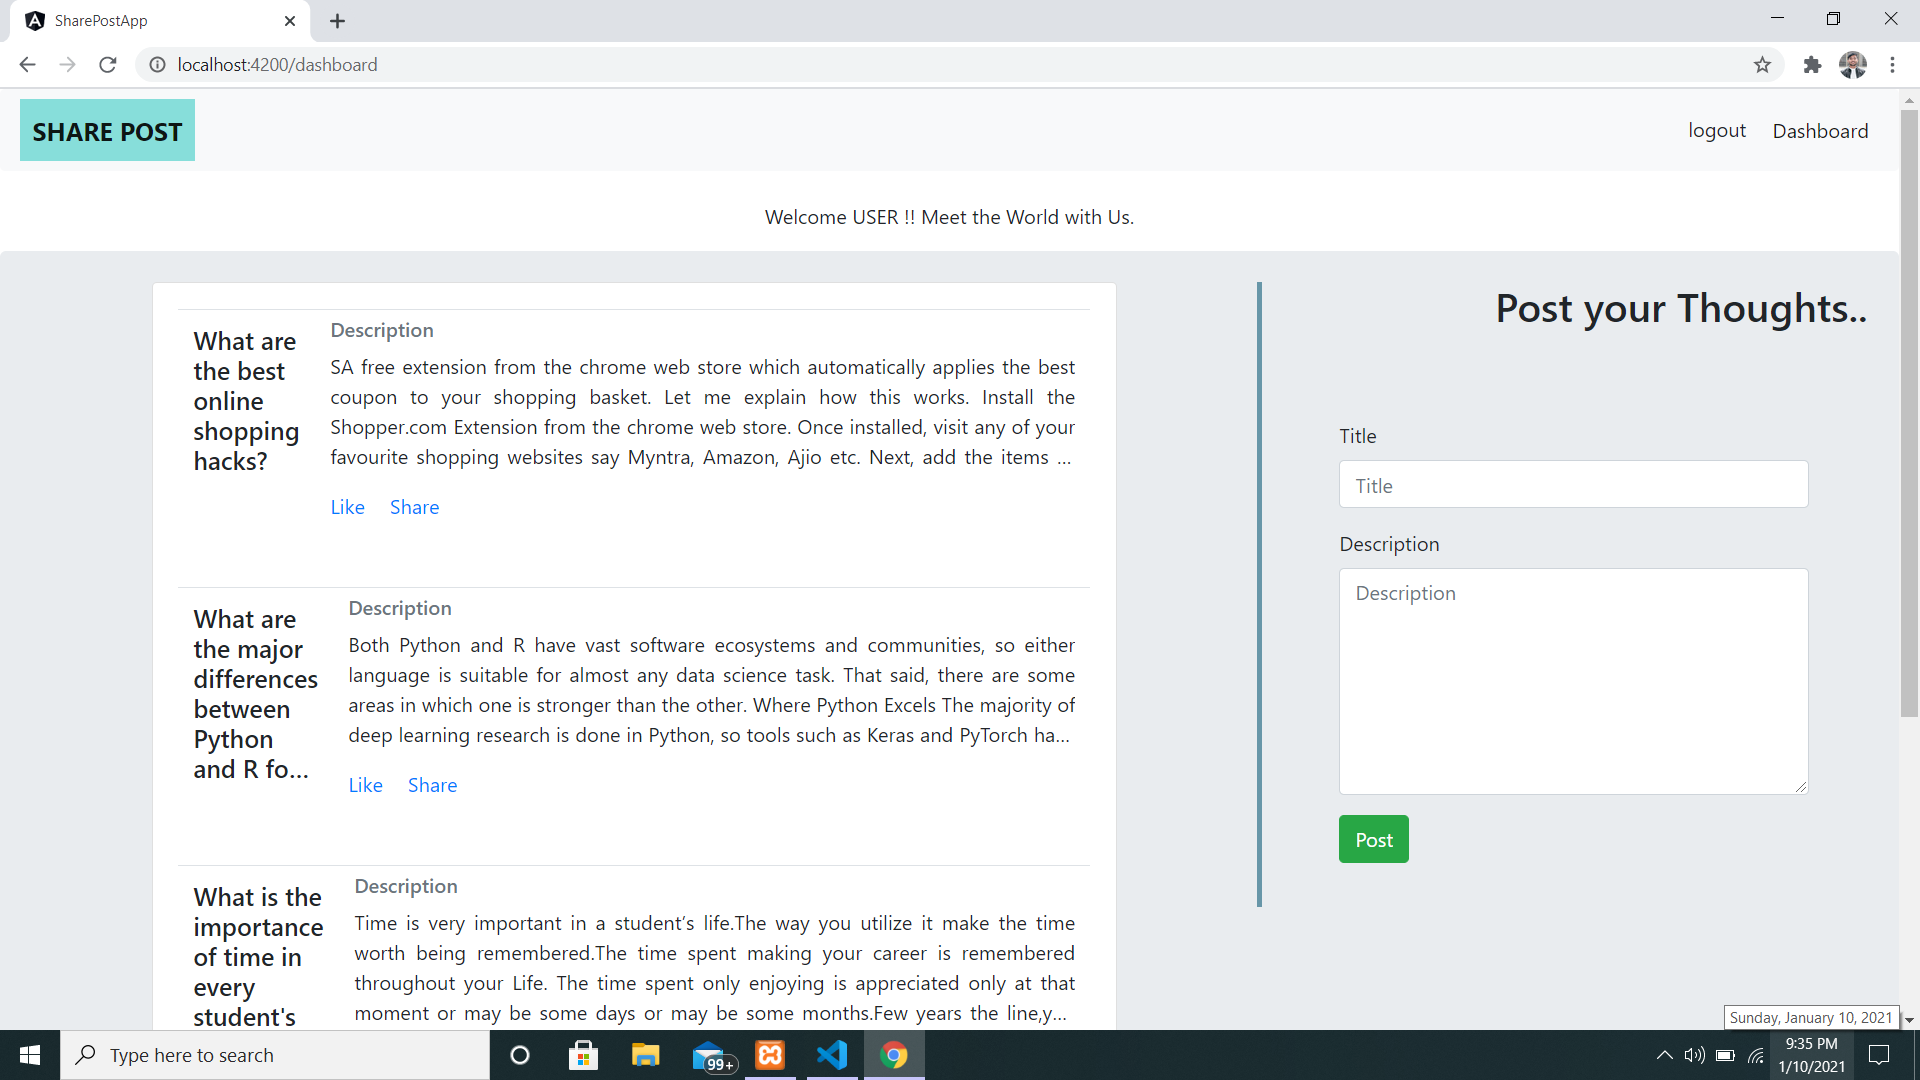 SharePostApp
localhost:4200/dashboard
SHARE POST
logout
Dashboard
Welcome USER !! Meet the World with Us.
What are
the best
online
shopping
hacks?
Description
SA free extension from the chrome web store which automatically applies the best
coupon to your shopping basket. Let me explain how this works. Install the
Shopper.com Extension from the chrome web store. Once installed, visit any of your
favourite shopping websites say Myntra, Amazon, Ajio etc. Next, add the items ...
Like Share
What are
the major
differences
between
Python
and R fo...
Description
Both Python and R have vast software ecosystems and communities, so either
language is suitable for almost any data science task. That said, there are some
areas in which one is stronger than the other. Where Python Excels The majority of
deep learning research is done in Python, so tools such as Keras and PyTorch ha...
Like Share
What is the
importance
of time in
every
student's
Description
Time is very important in a student’s life.The way you utilize it make the time
worth being remembered.The time spent making your career is remembered
throughout your Life. The time spent only enjoying is appreciated only at that
moment or may be some days or may be some months.Few years the line,y...
Post your Thoughts..
Title
Title
Description
Description
Post
Sunday, January 10, 2021
Type here to search
99+
9:35 PM
1/10/2021